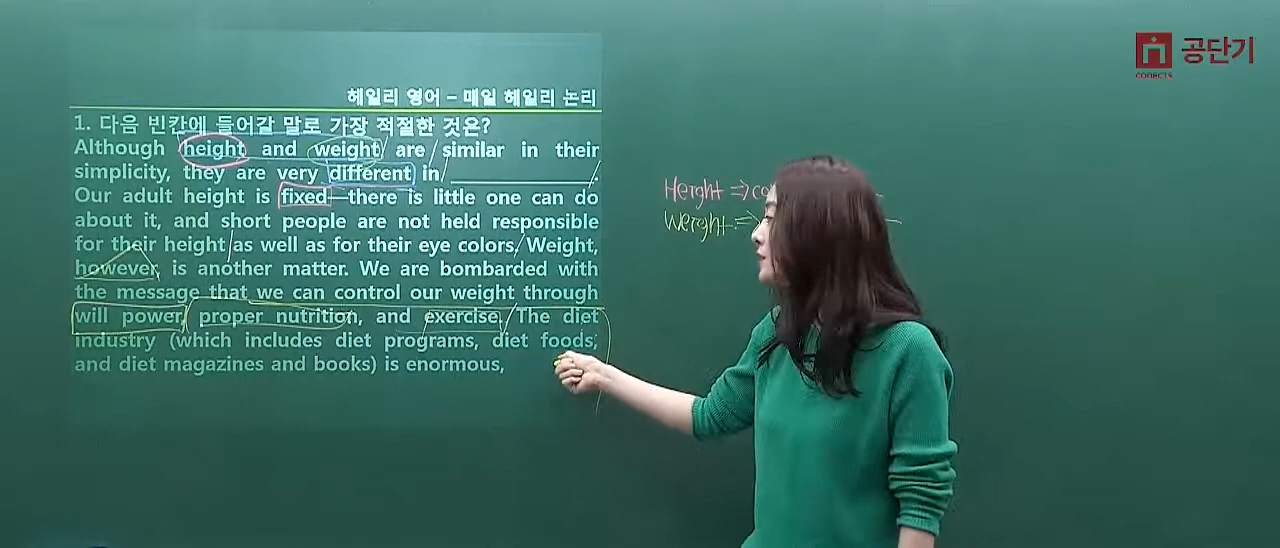 공단기
CONECTS
헤일리 영어 – 매일 헤일리 논리
1. 다음 빈칸에 들어갈 말로 가장 적절한 것은?
Although height and weight are similar in their
simplicity, they are very different in
Our adult height is fixed—there is little one can do
about it, and short people are not held responsible
for their height as well as for their eye colors. Weight,
however, is another matter. We are bombarded with
the message that we can control our weight through
will power, proper nutrition, and exercise. The diet
industry (which includes diet programs, diet foods,
and diet magazines and books) is enormous,
Height ⇒
Weight ⇒